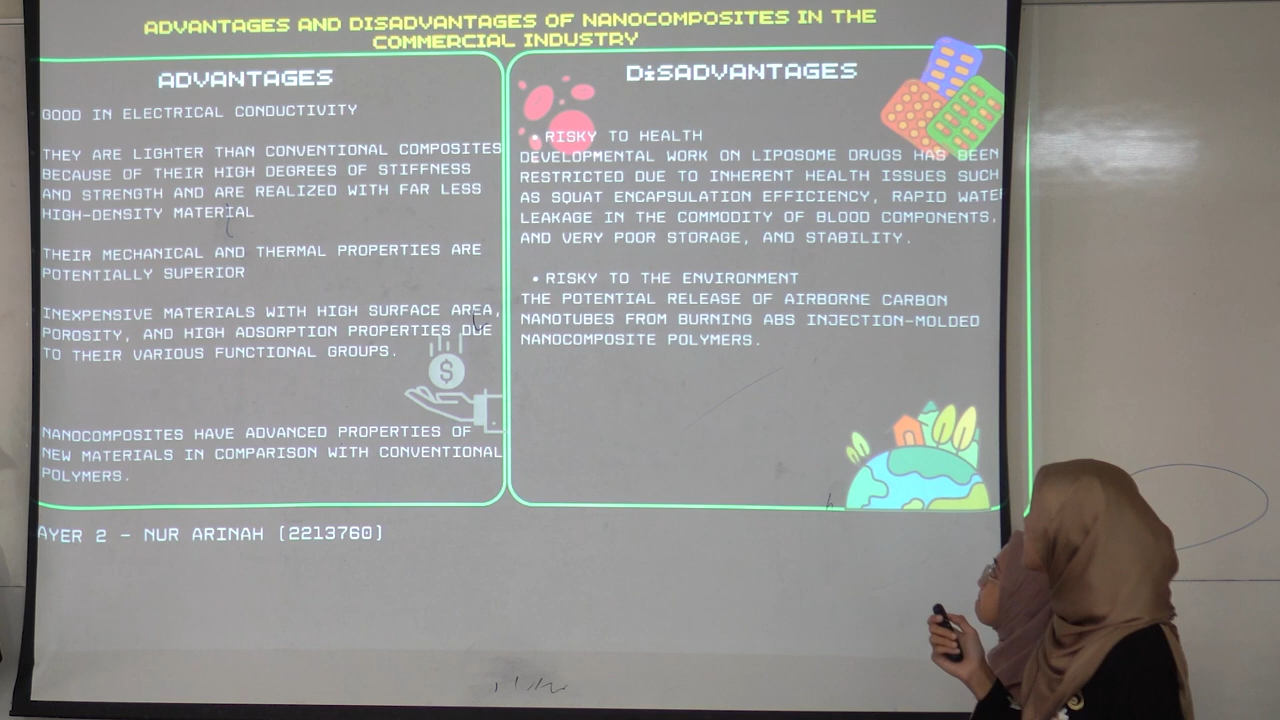 ADVANTAGES AND DISADVANTAGES OF NANOCOMPOSITES IN THE
COMMERCIAL INDUSTRY
ADVANTAGES
GOOD IN ELECTRICAL CONDUCTIVITY
THEY ARE LIGHTER THAN CONVENTIONAL COMPOSITES
BECAUSE OF THEIR HIGH DEGREES OF STIFFNESS
AND STRENGTH AND ARE REALIZED WITH FAR LESS
HIGH-DENSITY MATERIAL
THEIR MECHANICAL AND THERMAL PROPERTIES ARE
POTENTIALLY SUPERIOR
INEXPENSIVE MATERIALS WITH HIGH SURFACE AREA,
POROSITY, AND HIGH ADSORPTION PROPERTIES DUE
TO THEIR VARIOUS FUNCTIONAL GROUPS.
$
NANOCOMPOSITES HAVE ADVANCED PROPERTIES OF
NEW MATERIALS IN COMPARISON WITH CONVENTIONAL
POLYMERS.
DiSADVANTAGES
• RISKY TO HEALTH
DEVELOPMENTAL WORK ON LIPOSOME DRUGS HAS BEEN
RESTRICTED DUE TO INHERENT HEALTH ISSUES SUCH
AS SQUAT ENCAPSULATION EFFICIENCY, RAPID WATE
LEAKAGE IN THE COMMODITY OF BLOOD COMPONENTS,
AND VERY POOR STORAGE, AND STABILITY.
• RISKY TO THE ENVIRONMENT
THE POTENTIAL RELEASE OF AIRBORNE CARBON
NANOTUBES FROM BURNING ABS INJECTION-MOLDED
NANOCOMPOSITE POLYMERS.
AYER 2 - NUR ARINAH (2213760)